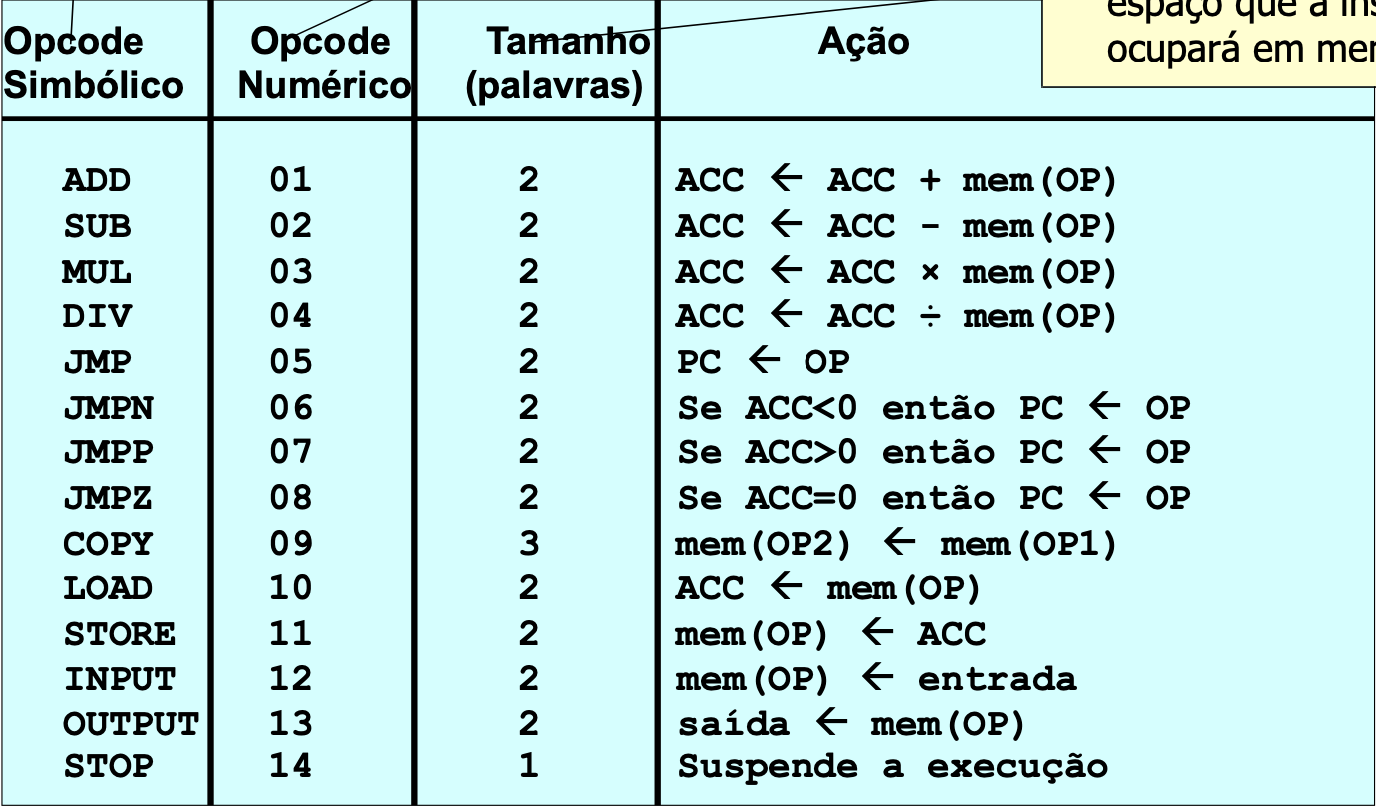 espaço que a
ocupará em
Opcode Simbólico Opcode Numérico Tamanho (palavras) Ação
ADD 01 2 ACC ← ACC + mem(OP)
SUB 02 2 ACC ← ACC - mem(OP)
MUL 03 2 ACC ← ACC × mem(OP)
DIV 04 2 ACC ← ACC ÷ mem(OP)
JMP 05 2 PC ← OP
JMPN 06 2 Se ACC<0 então PC ← OP
JMPP 07 2 Se ACC>0 então PC ← OP
JMPZ 08 2 Se ACC=0 então PC ← OP
COPY 09 3 mem(OP2) ← mem(OP1)
LOAD 10 2 ACC ← mem(OP)
STORE 11 2 mem(OP) ← ACC
INPUT 12 2 mem(OP) ← entrada
OUTPUT 13 2 saída ← mem(OP)
STOP 14 1 Suspende a execução